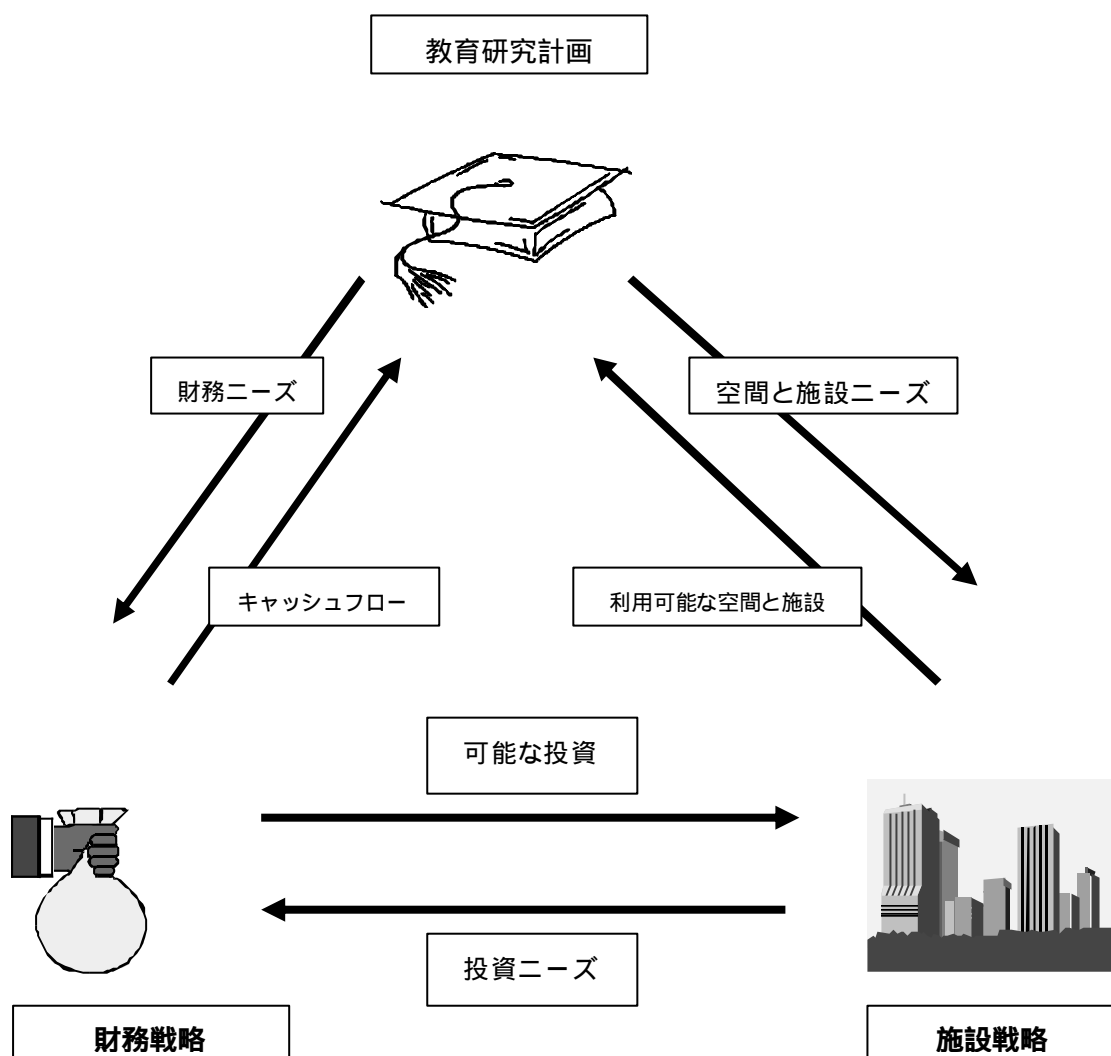 教育研究計画
財務ニーズ
空間と施設ニーズ
キャッシュフロー
利用可能な空間と施設
可能な投資
投資ニーズ
財務戦略
施設戦略